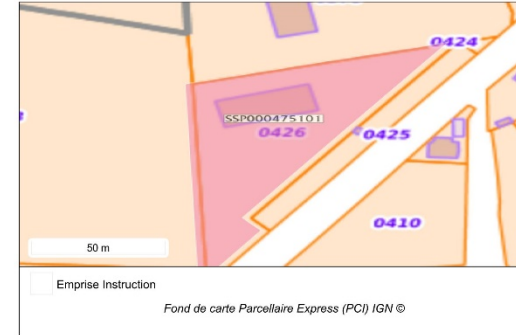 0424
SSP000475101
0426
0425
0410
50 m
Emprise Instruction
Fond de carte Parcellaire Express (PCI) IGN ©